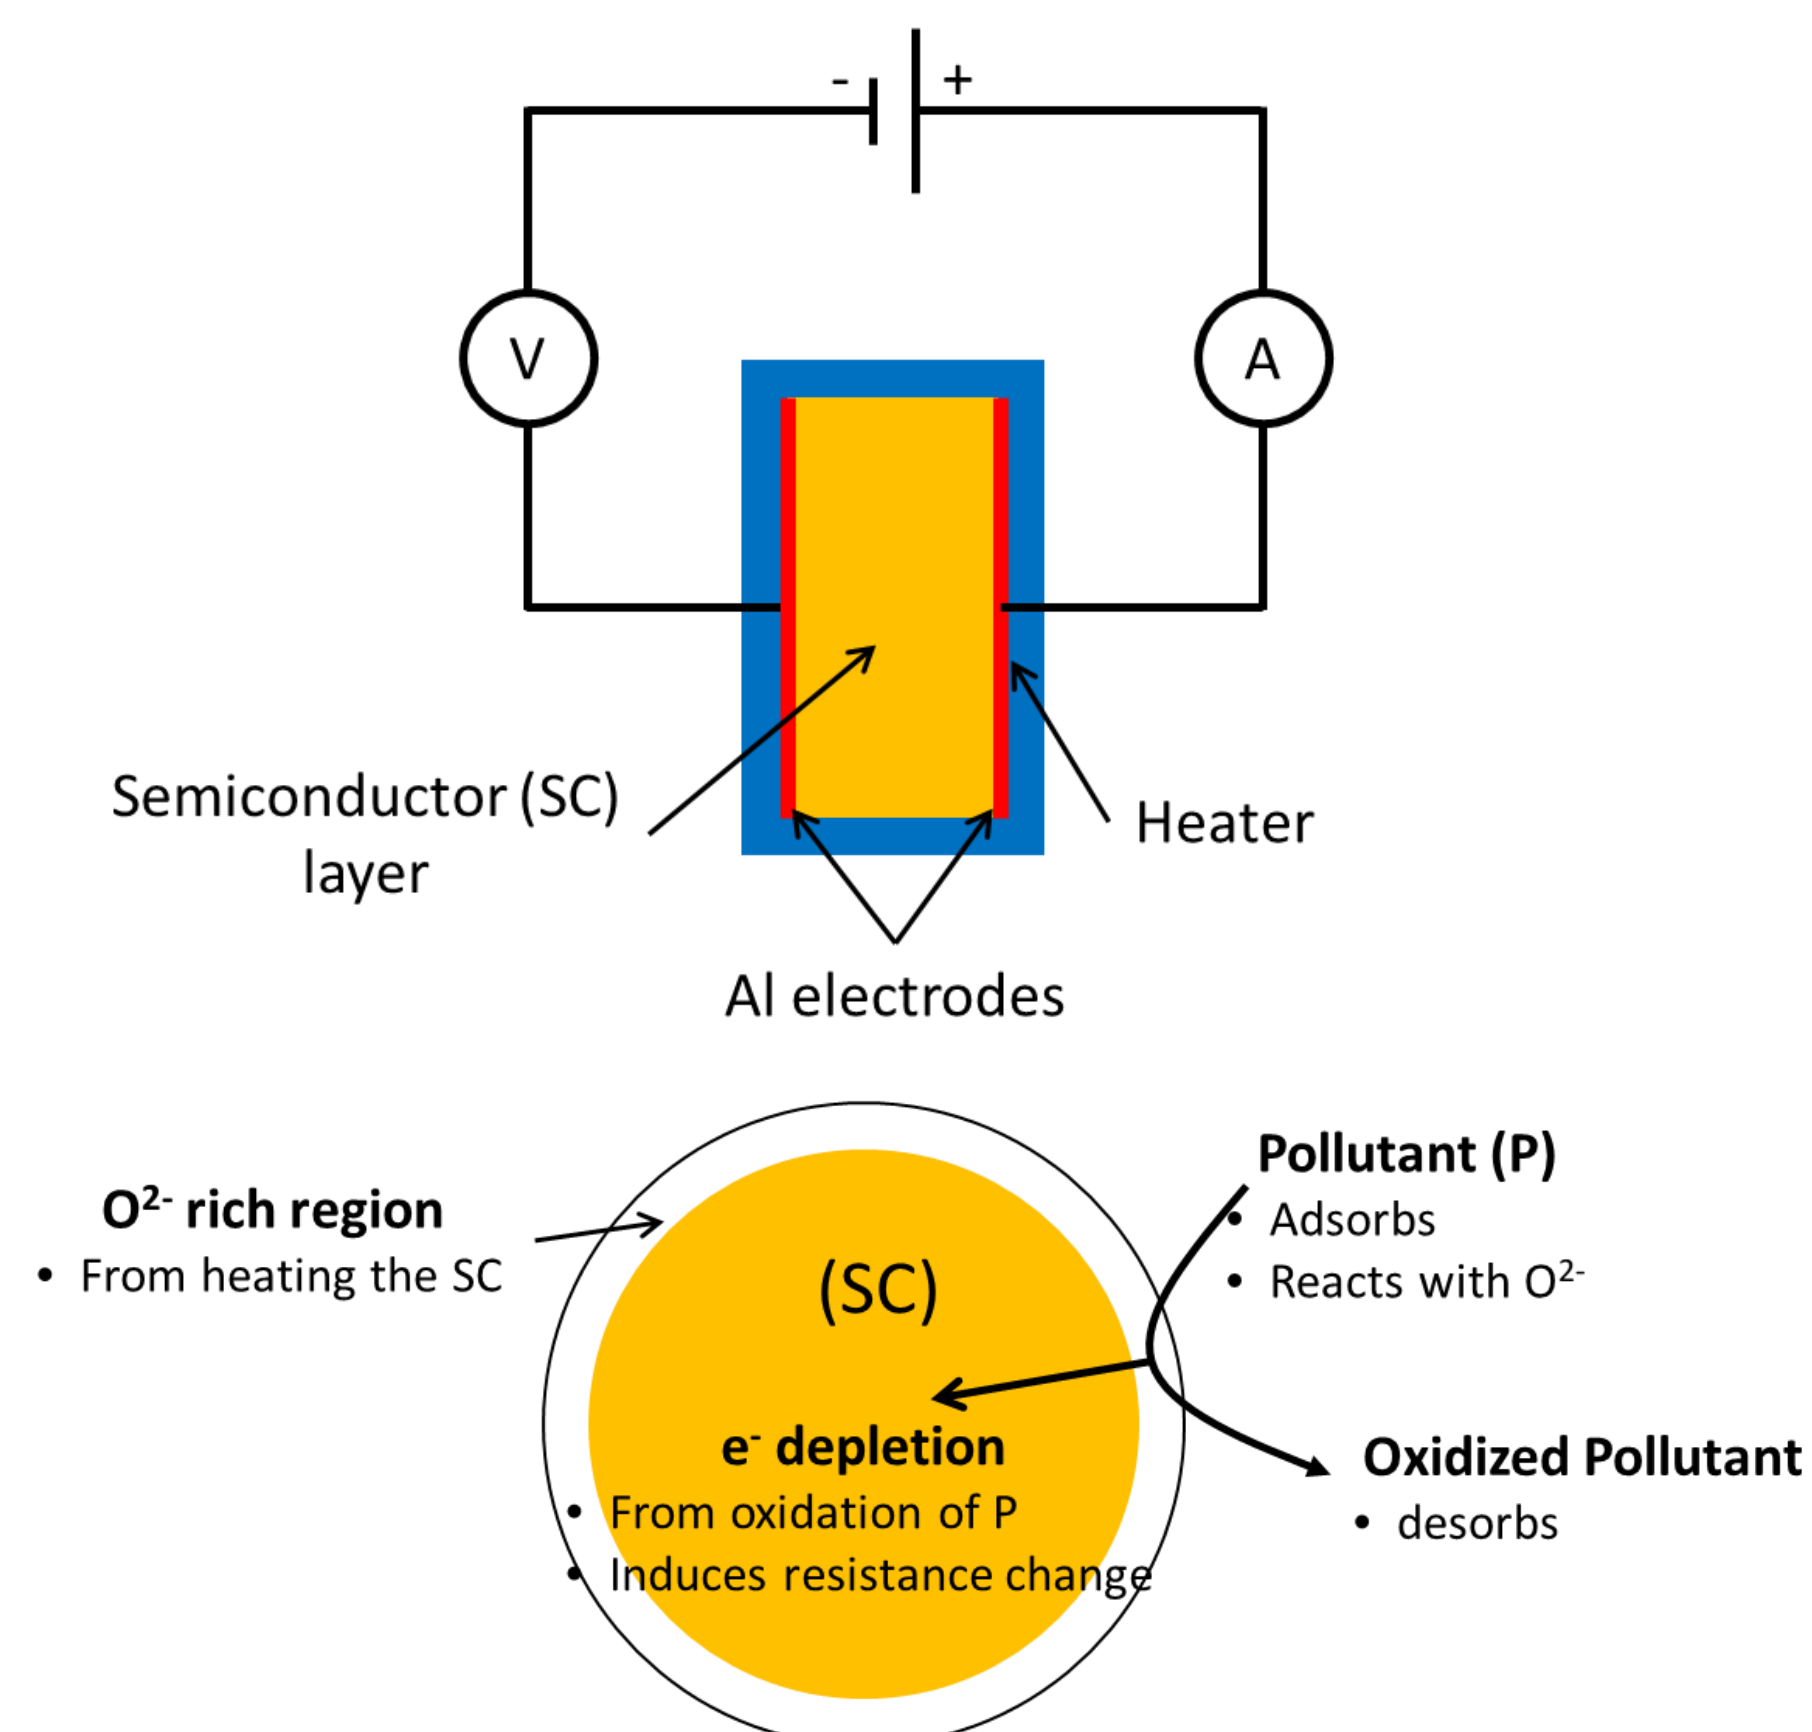 - +
V
A
Semiconductor (SC)
layer
Heater
Al electrodes
O²⁻ rich region
• From heating the SC
Pollutant (P)
• Adsorbs
• Reacts with O²⁻
(SC)
e⁻ depletion
• From oxidation of P
• Induces resistance change
Oxidized Pollutant
• desorbs